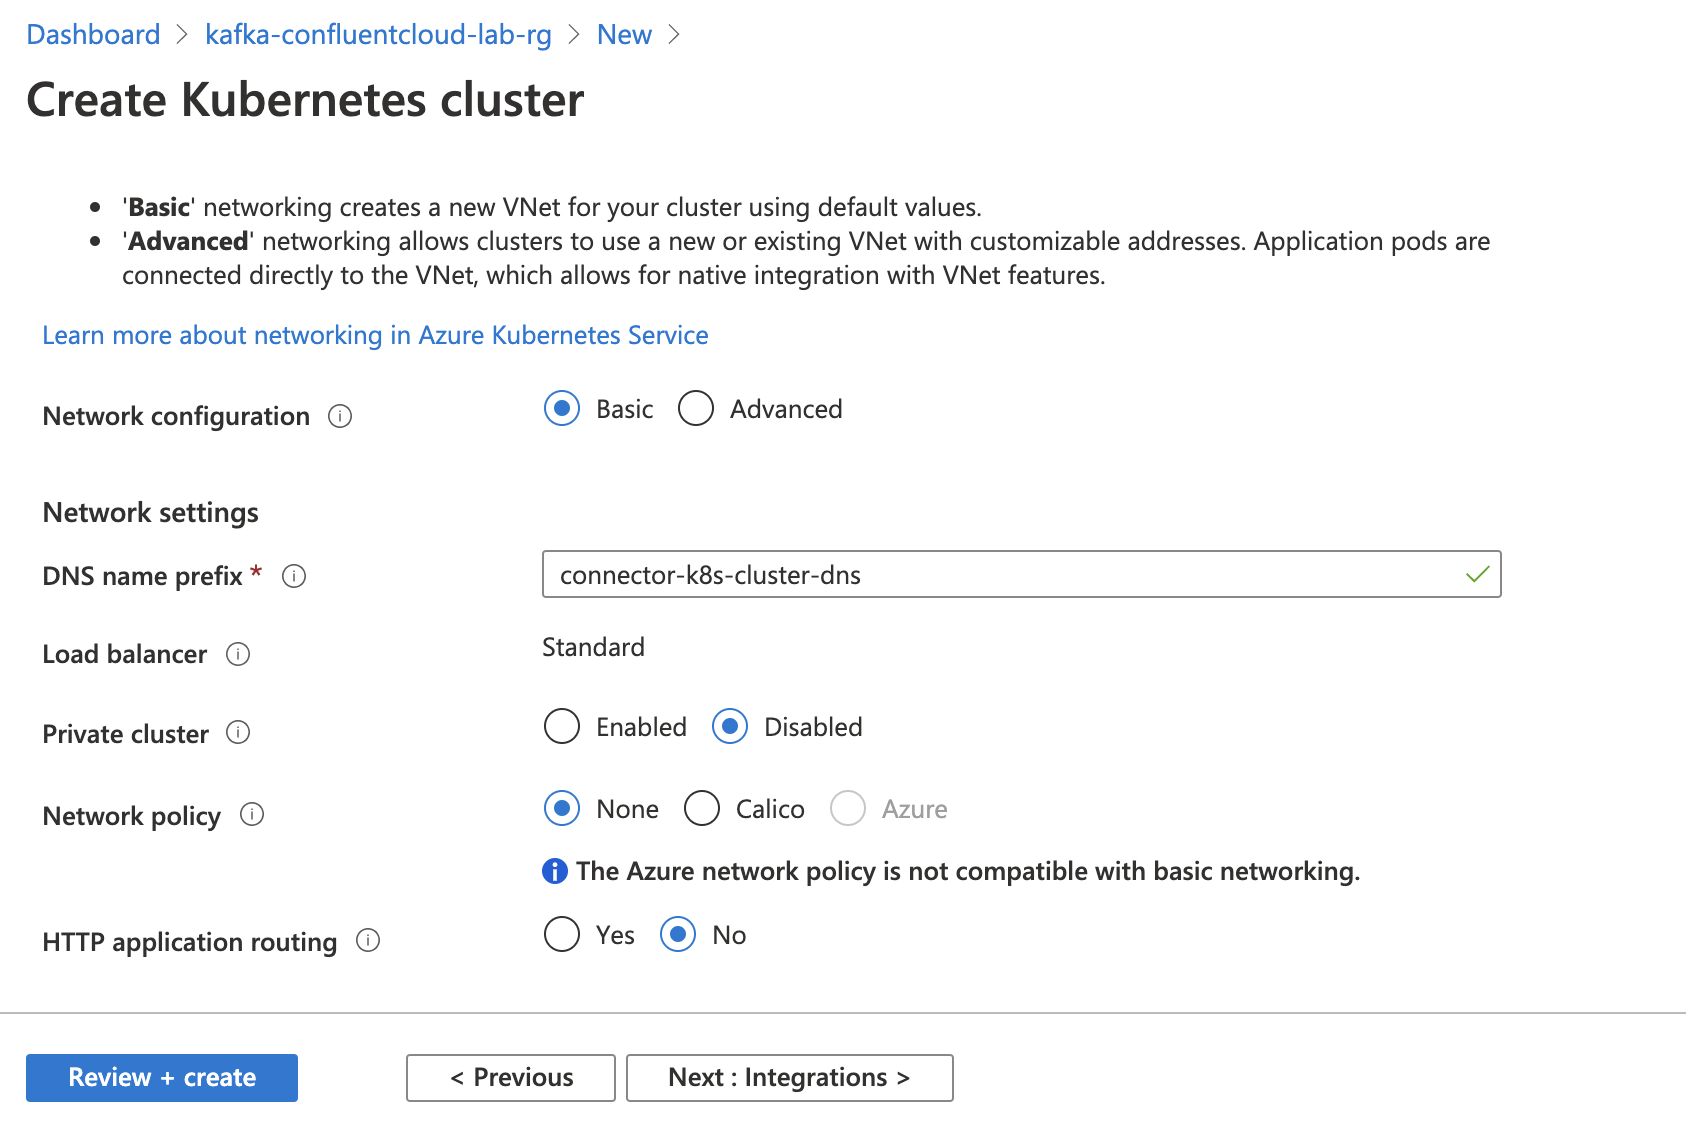 Dashboard > kafka-confluentcloud-lab-rg > New >
Create Kubernetes cluster
• 'Basic' networking creates a new VNet for your cluster using default values.
• 'Advanced' networking allows clusters to use a new or existing VNet with customizable addresses. Application pods are
connected directly to the VNet, which allows for native integration with VNet features.
Learn more about networking in Azure Kubernetes Service
Network configuration Basic Advanced
Network settings
DNS name prefix * connector-k8s-cluster-dns
Load balancer Standard
Private cluster Enabled Disabled
Network policy None Calico Azure
The Azure network policy is not compatible with basic networking.
HTTP application routing Yes No
Review + create < Previous Next : Integrations >